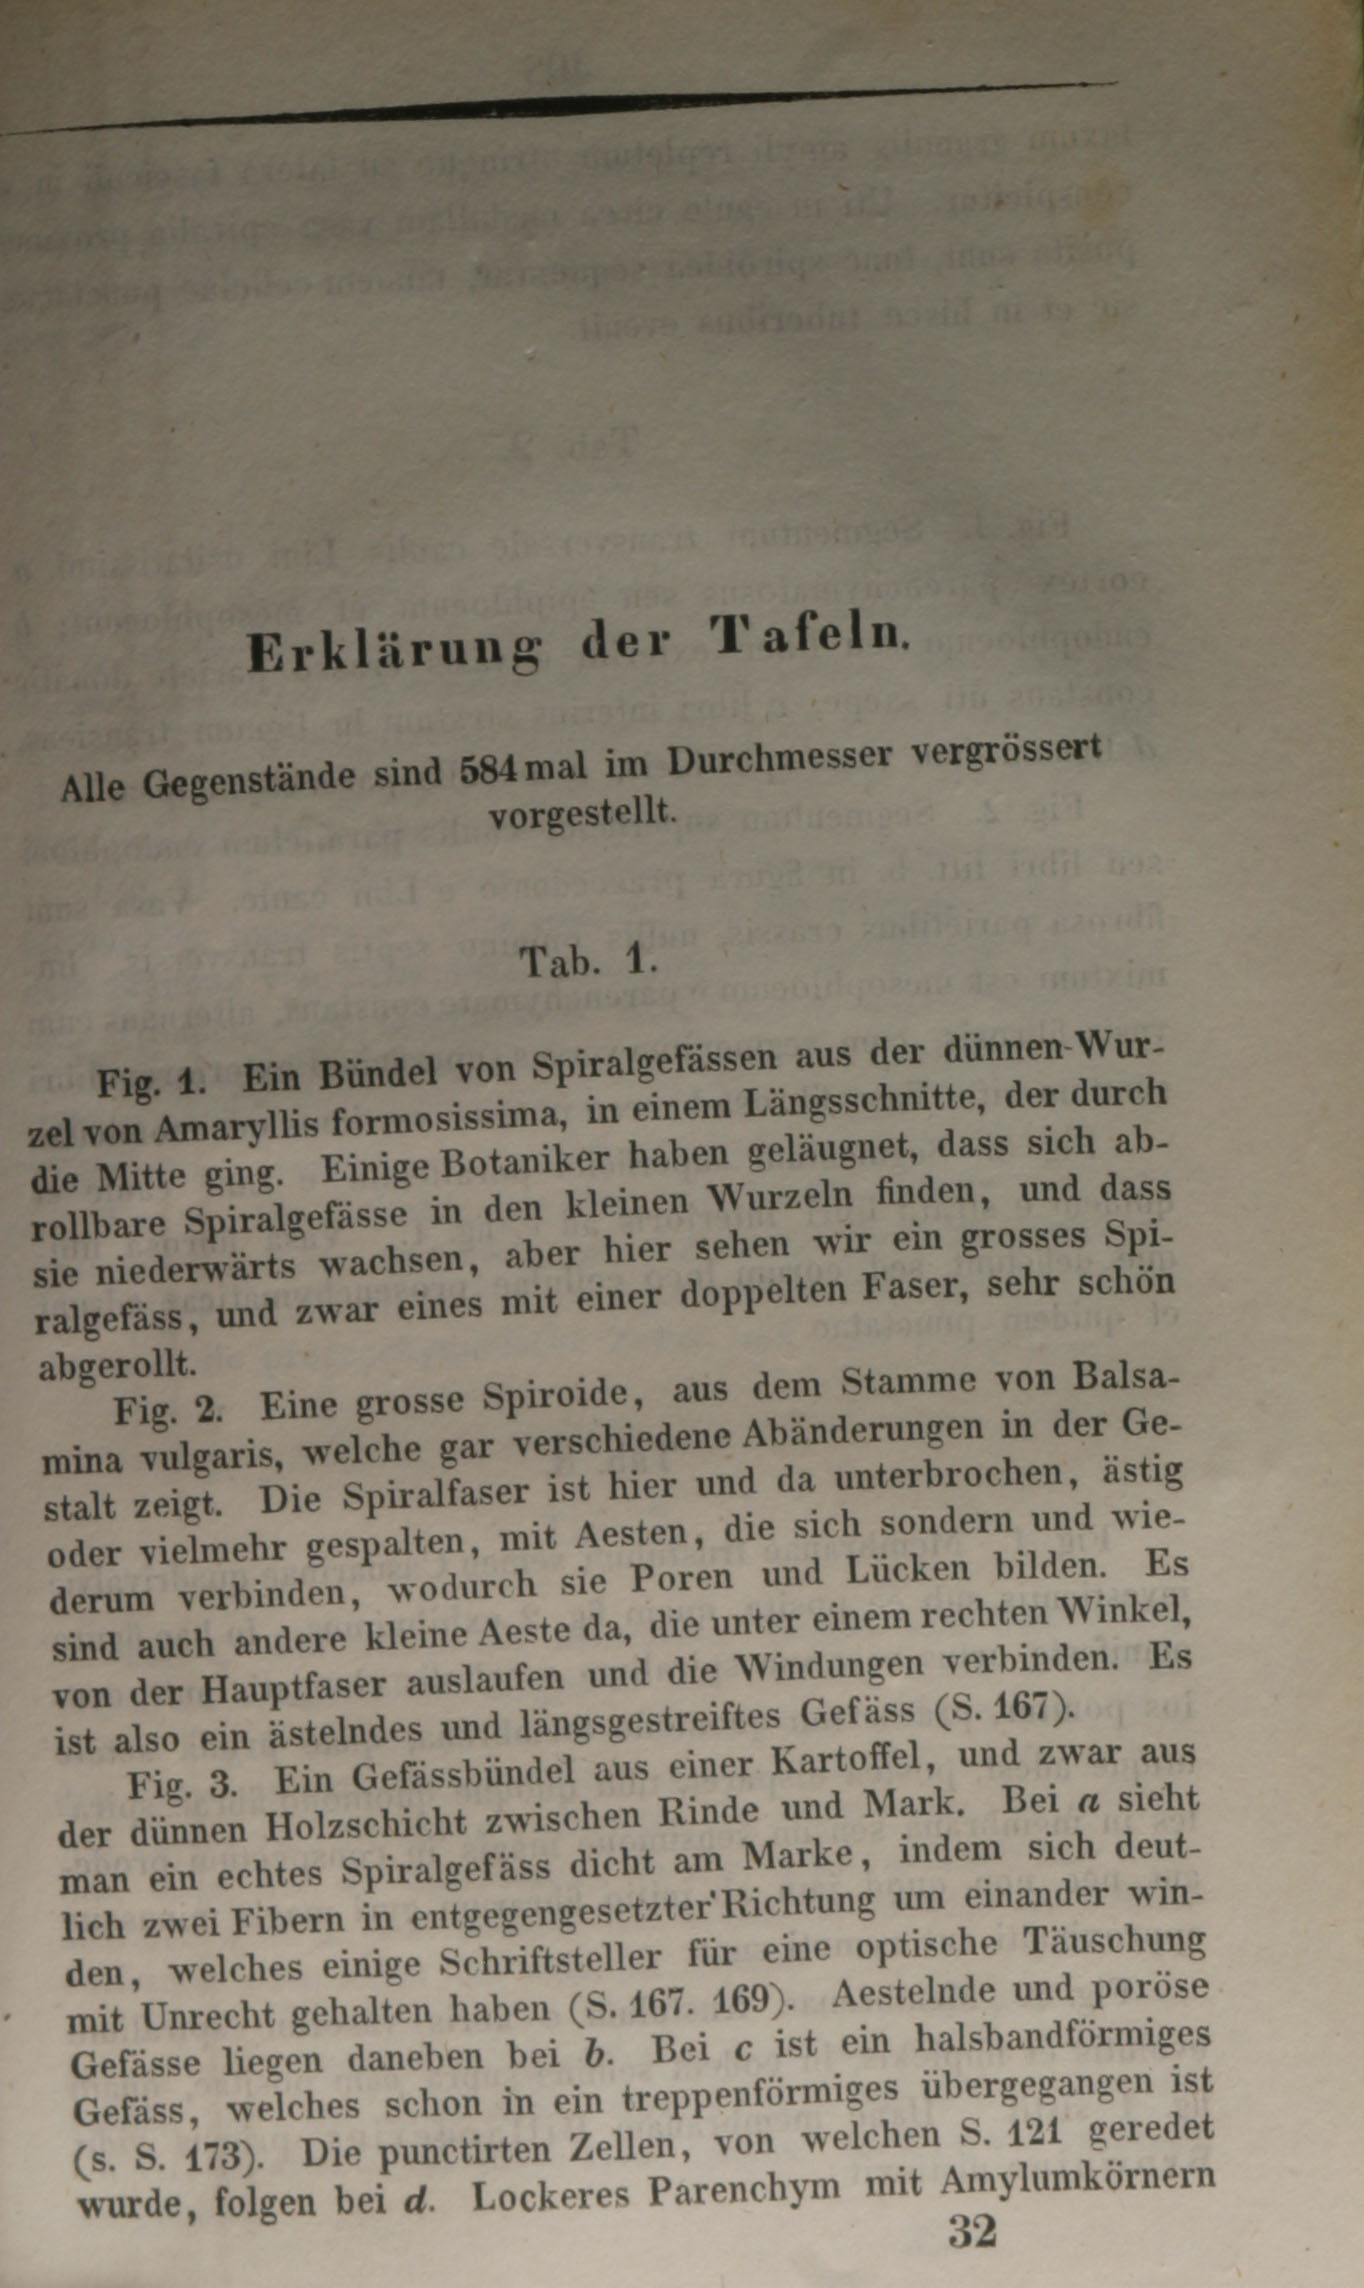 Erklärung der Tafeln.
Alle Gegenstände sind 584mal im Durchmesser vergrössert
vorgestellt.
Tab. 1.
Fig. 1. Ein Bündel von Spiralgefässen aus der dünnen Wur-
zel von Amaryllis formosissima, in einem Längsschnitte, der durch
die Mitte ging. Einige Botaniker haben geläugnet, dass sich ab-
rollbare Spiralgefässe in den kleinen Wurzeln finden, und dass
sie niederwärts wachsen, aber hier sehen wir ein grosses Spi-
ralgefäss, und zwar eines mit einer doppelten Faser, sehr schön
abgerollt.
Fig. 2. Eine grosse Spiroide, aus dem Stamme von Balsa-
mina vulgaris, welche gar verschiedene Abänderungen in der Ge-
stalt zeigt. Die Spiralfaser ist hier und da unterbrochen, ästig
oder vielmehr gespalten, mit Aesten, die sich sondern und wie-
derum verbinden, wodurch sie Poren und Lücken bilden. Es
sind auch andere kleine Aeste da, die unter einem rechten Winkel,
von der Hauptfaser auslaufen und die Windungen verbinden. Es
ist also ein ästelndes und längsgestreiftes Gefäss (S. 167).
Fig. 3. Ein Gefässbündel aus einer Kartoffel, und zwar aus
der dünnen Holzschicht zwischen Rinde und Mark. Bei a sieht
man ein echtes Spiralgefäss dicht am Marke, indem sich deut-
lich zwei Fibern in entgegengesetzter Richtung um einander win-
den, welches einige Schriftsteller für eine optische Täuschung
mit Unrecht gehalten haben (S. 167. 169). Aestelnde und poröse
Gefässe liegen daneben bei b. Bei c ist ein halsbandförmiges
Gefäss, welches schon in ein treppenförmiges übergegangen ist
(s. S. 173). Die punctirten Zellen, von welchen S. 121 geredet
wurde, folgen bei d. Lockeres Parenchym mit Amylumkörnern
32